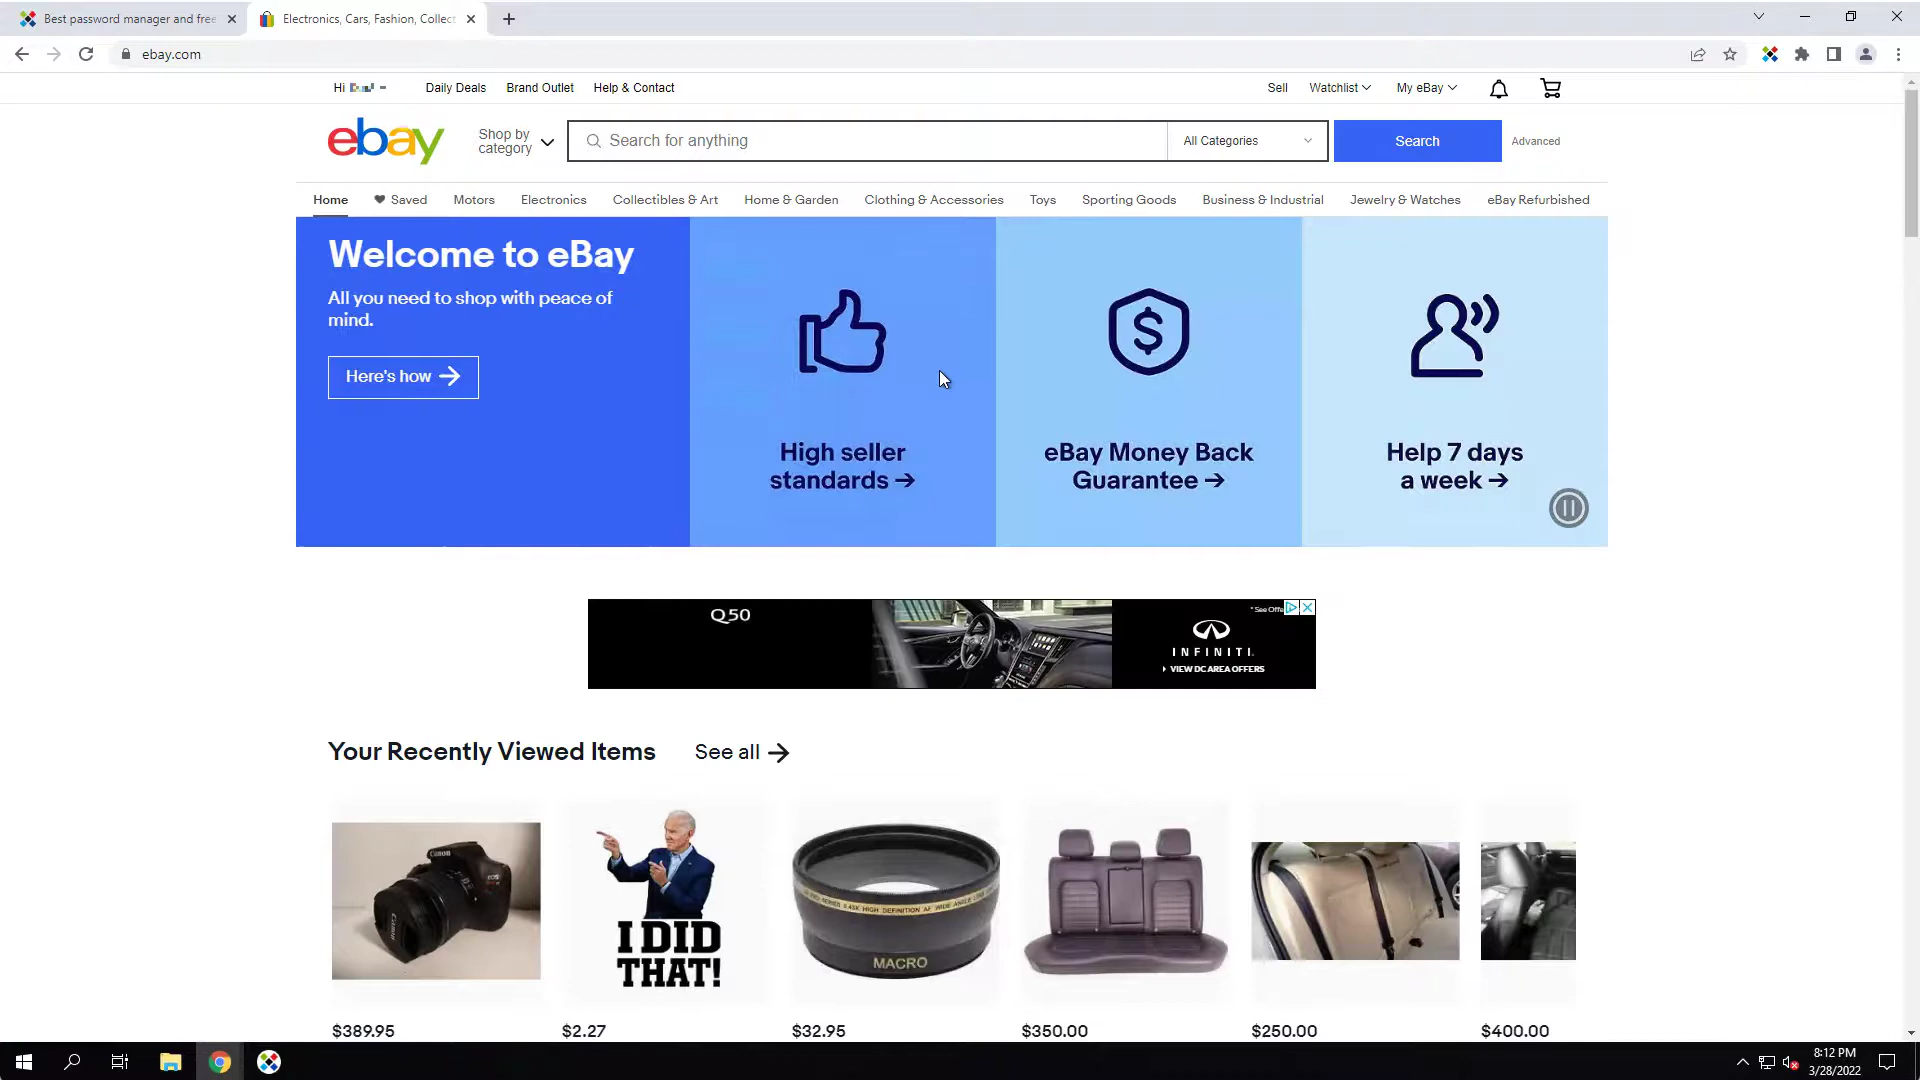 Best password manager and free
Electronics, Cars, Fashion, Collect
ebay.com
Hi
Daily Deals
Brand Outlet
Help & Contact
Sell
Watchlist
My eBay
ebay
Shop by
category
Search for anything
All Categories
Search
Advanced
Home
Saved
Motors
Electronics
Collectibles & Art
Home & Garden
Clothing & Accessories
Toys
Sporting Goods
Business & Industrial
Jewelry & Watches
eBay Refurbished
Welcome to eBay
All you need to shop with peace of
mind.
Here's how
High seller
standards
eBay Money Back
Guarantee
Help 7 days
a week
Q50
* See Offe
INFINITI.
VIEW DC AREA OFFERS
Your Recently Viewed Items
See all
Canon
I DID
THAT!
MACRO
$389.95
$2.27
$32.95
$350.00
$250.00
$400.00
8:12 PM
3/28/2022